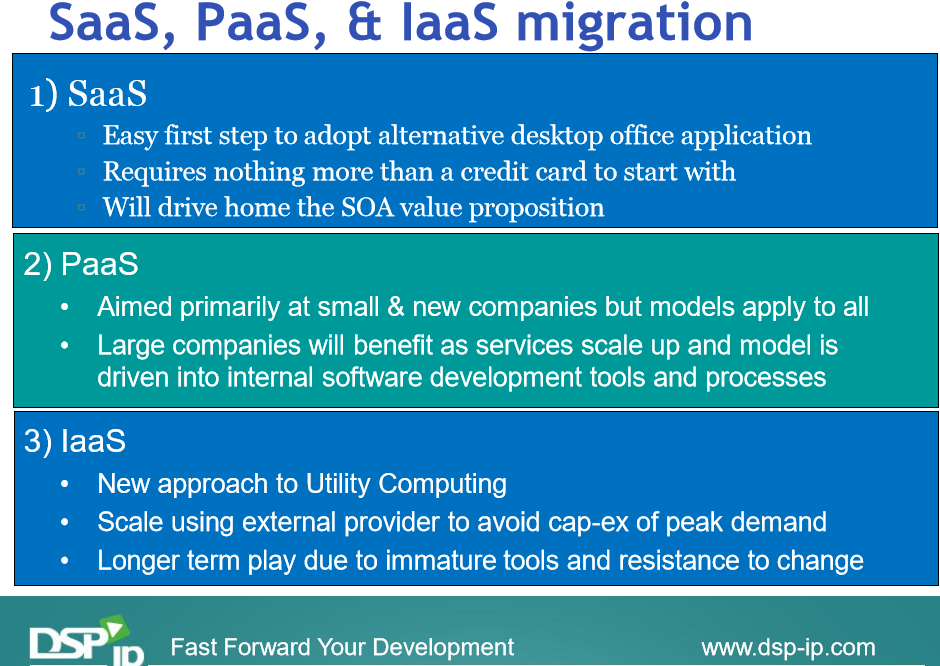 SaaS, PaaS, & IaaS migration
1) SaaS
▫ Easy first step to adopt alternative desktop office application
▫ Requires nothing more than a credit card to start with
▫ Will drive home the SOA value proposition
2) PaaS
• Aimed primarily at small & new companies but models apply to all
• Large companies will benefit as services scale up and model is
driven into internal software development tools and processes
3) IaaS
• New approach to Utility Computing
• Scale using external provider to avoid cap-ex of peak demand
• Longer term play due to immature tools and resistance to change
DSP
ip
Fast Forward Your Development
www.dsp-ip.com